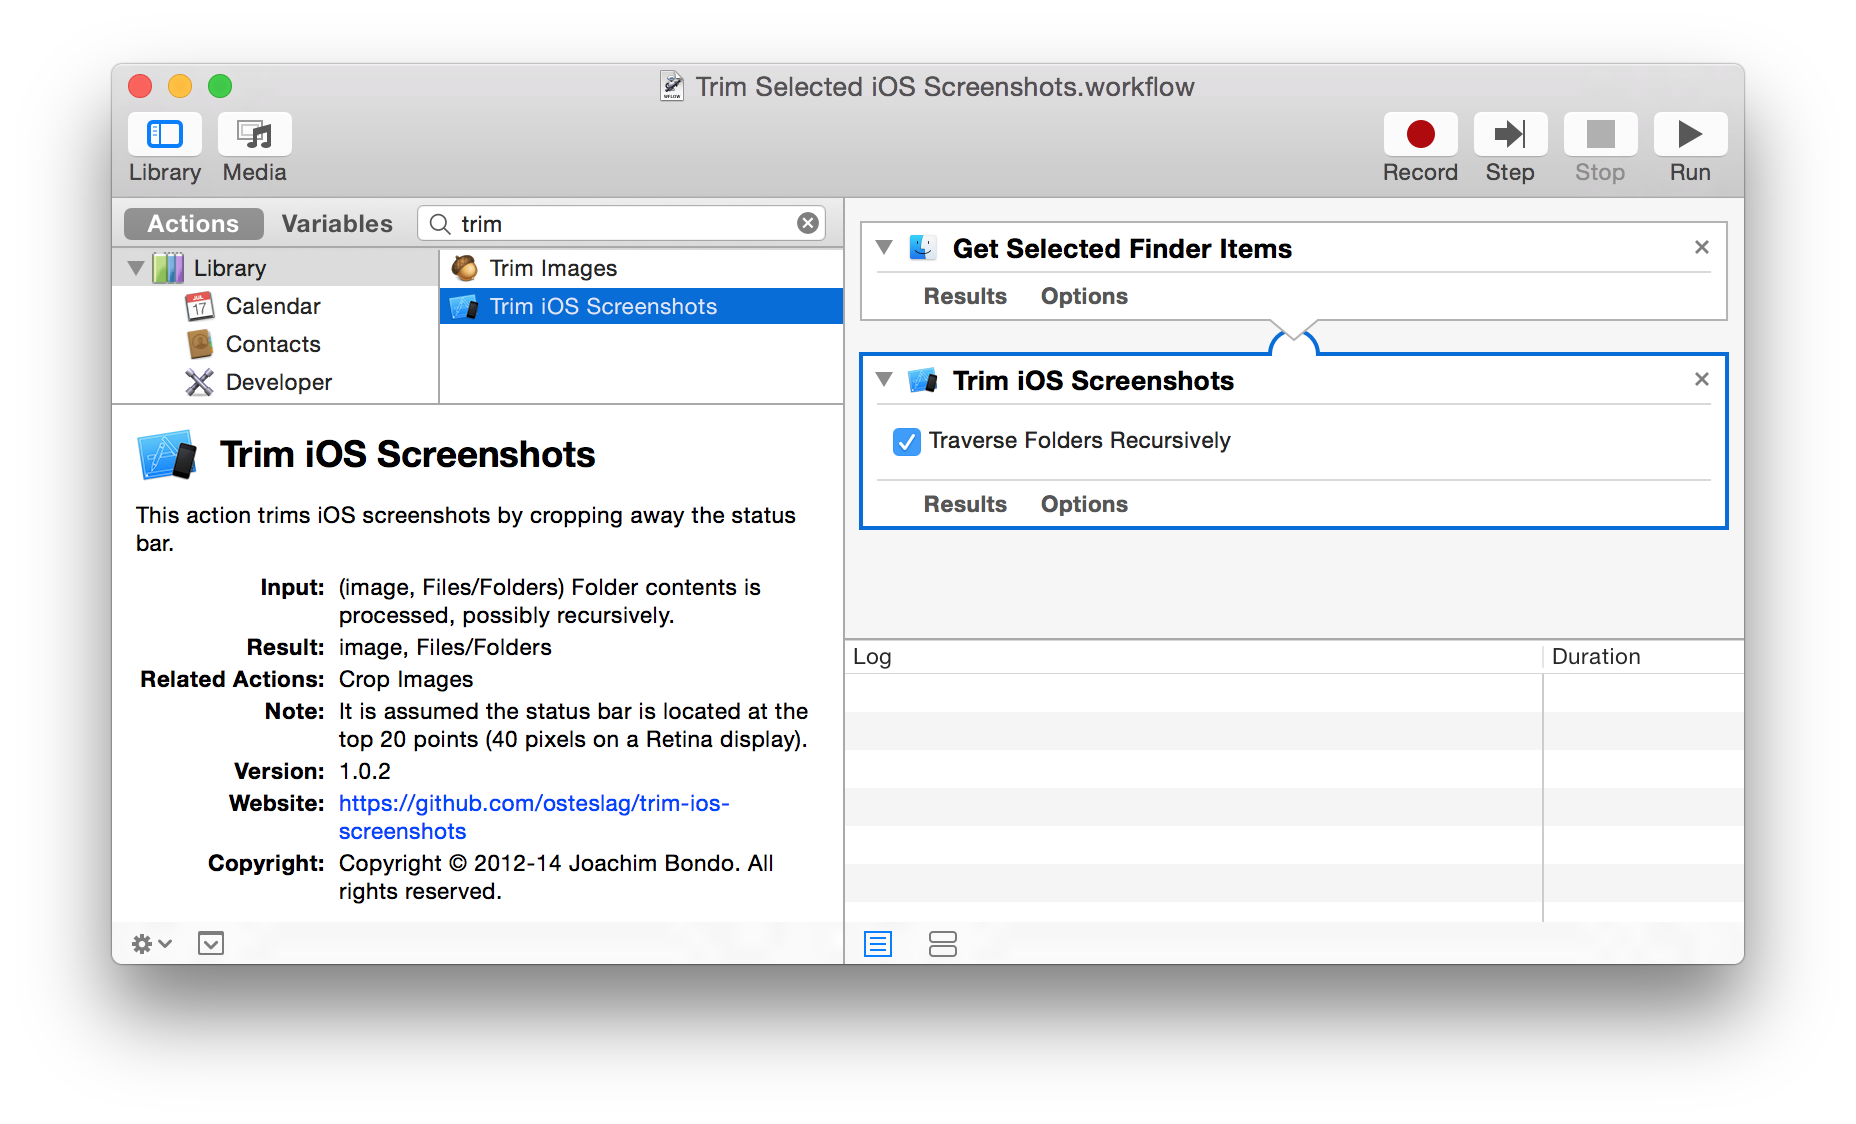 Trim Selected iOS Screenshots.workflow
Library Media Record Step Stop Run
Actions Variables trim
Library
Calendar
Contacts
Developer
Trim Images
Trim iOS Screenshots
Trim iOS Screenshots
This action trims iOS screenshots by cropping away the status
bar.
Input: (image, Files/Folders) Folder contents is
processed, possibly recursively.
Result: image, Files/Folders
Related Actions: Crop Images
Note: It is assumed the status bar is located at the
top 20 points (40 pixels on a Retina display).
Version: 1.0.2
Website: https://github.com/osteslag/trim-ios-
screenshots
Copyright: Copyright © 2012-14 Joachim Bondo. All
rights reserved.
Get Selected Finder Items
Results Options
Trim iOS Screenshots
Traverse Folders Recursively
Results Options
Log Duration
JUL
17
WFLOW